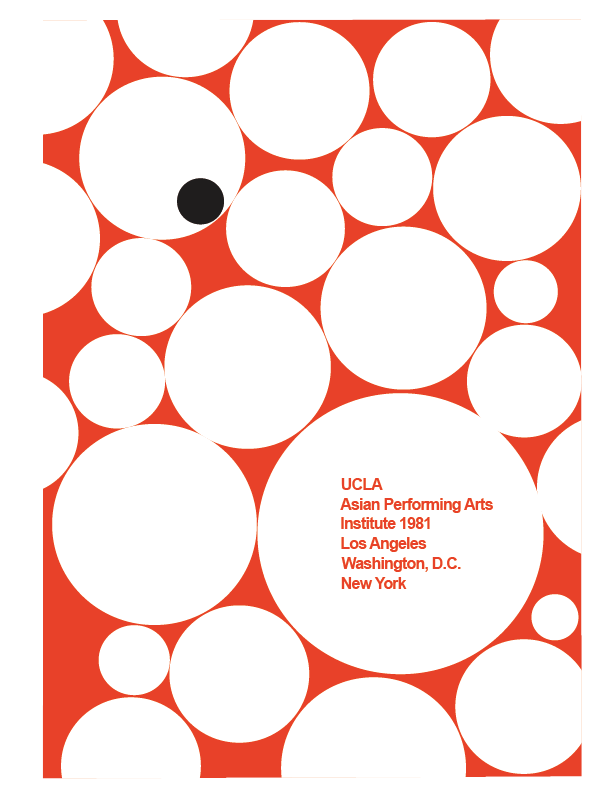 UCLA
Asian Performing Arts
Institute 1981
Los Angeles
Washington, D.C.
New York